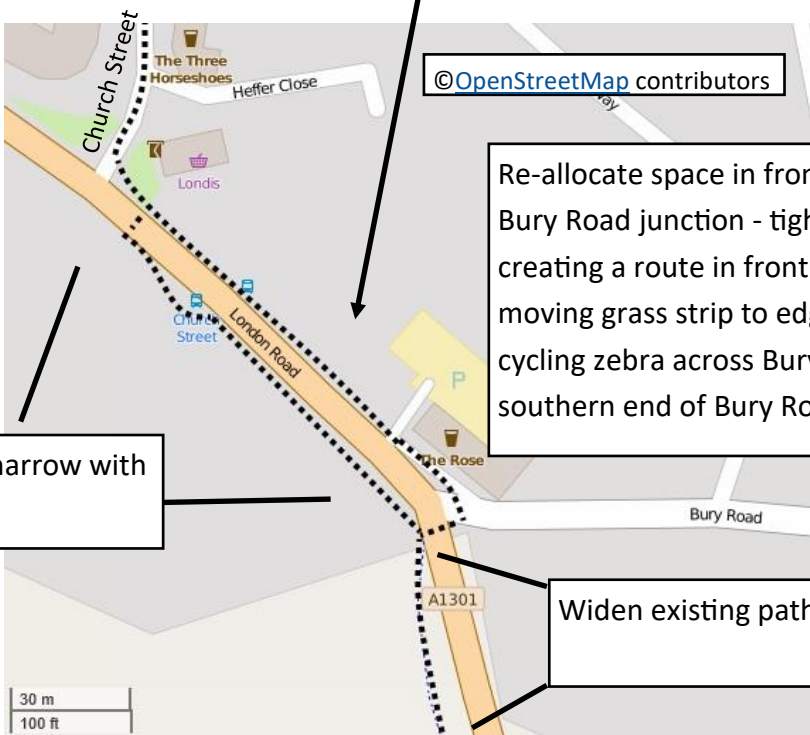 Church Street
The Three
Horseshoes
Heffer Close
©OpenStreetMap contributors
Londis
Re-allocate space in fron
Bury Road junction - tigh
creating a route in front
moving grass strip to edg
cycling zebra across Bury
southern end of Bury Ro
Church
Street
London Road
P
narrow with
The Rose
Bury Road
A1301
Widen existing path
30 m
100 ft